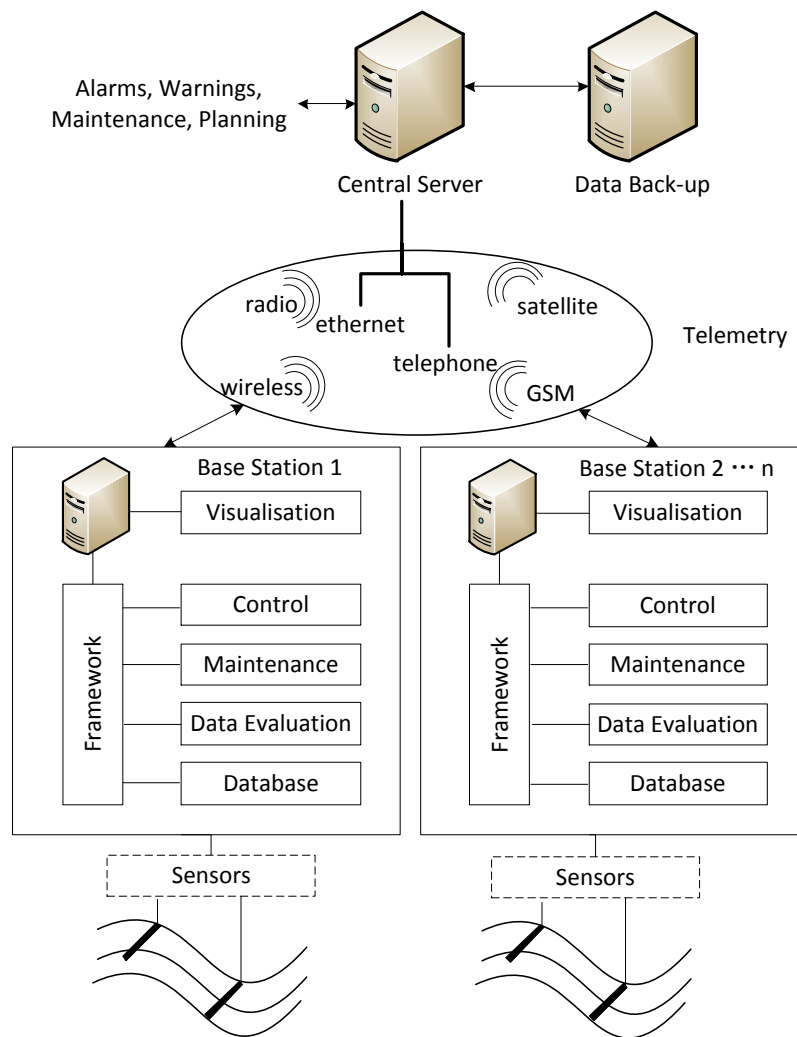 Alarms, Warnings,
Maintenance, Planning
Central Server
Data Back-up
radio
ethernet
satellite
telephone
wireless
GSM
Telemetry
Base Station 1
Visualisation
Framework
Control
Maintenance
Data Evaluation
Database
Sensors
Base Station 2 ··· n
Visualisation
Framework
Control
Maintenance
Data Evaluation
Database
Sensors